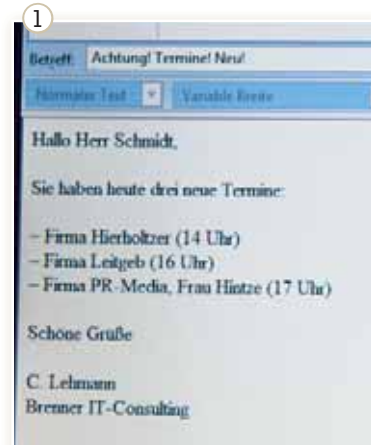 1
Betreff: Achtung! Termine! Neu!
Normaler Text Variable Breite
Hallo Herr Schmidt,
Sie haben heute drei neue Termine:
– Firma Hierholtzer (14 Uhr)
– Firma Leitgeb (16 Uhr)
– Firma PR-Media, Frau Hintze (17 Uhr)
Schöne Grüße
C. Lehmann
Brenner IT-Consulting